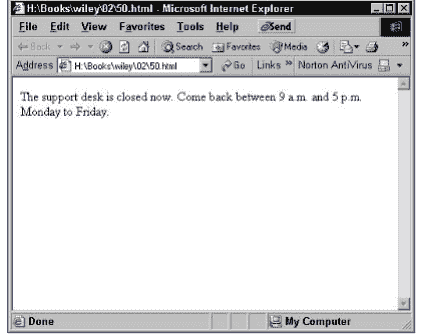 H:\Books\wiley\02\50.html - Microsoft Internet Explorer
File Edit View Favorites Tools Help Send
Back Search Favorites Media »
Address H:\Books\wiley\02\50.html Go Links » Norton AntiVirus
The support desk is closed now. Come back between 9 a.m. and 5 p.m.
Monday to Friday.
Done My Computer